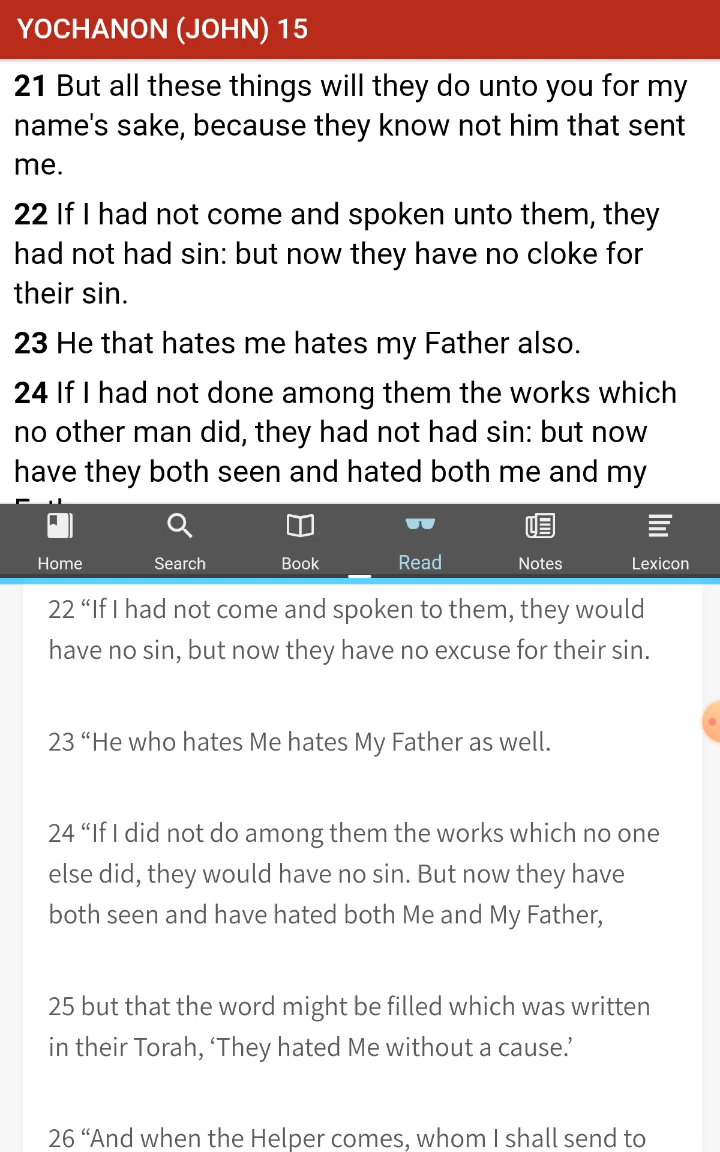 YOCHANON (JOHN) 15
21 But all these things will they do unto you for my
name's sake, because they know not him that sent
me.
22 If I had not come and spoken unto them, they
had not had sin: but now they have no cloke for
their sin.
23 He that hates me hates my Father also.
24 If I had not done among them the works which
no other man did, they had not had sin: but now
have they both seen and hated both me and my
Home Search Book Read Notes Lexicon
22 “If I had not come and spoken to them, they would
have no sin, but now they have no excuse for their sin.
23 “He who hates Me hates My Father as well.
24 “If I did not do among them the works which no one
else did, they would have no sin. But now they have
both seen and have hated both Me and My Father,
25 but that the word might be filled which was written
in their Torah, ‘They hated Me without a cause.’
26 “And when the Helper comes, whom I shall send to